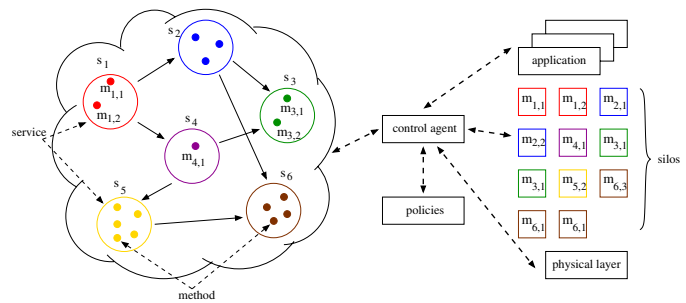 s2
s1
m1,1
m1,2
s3
m3,1
m3,2
s4
m4,1
service
s5
s6
method
application
control agent
policies
m1,1 m1,2 m2,1
m2,2 m4,1 m3,1
m3,1 m5,2 m6,3
m6,1 m6,1
silos
physical layer